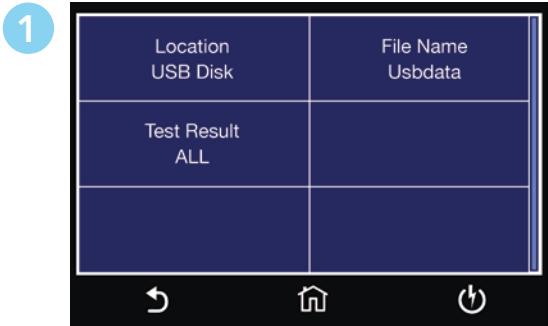 1
Location
USB Disk
File Name
Usbdata
Test Result
ALL